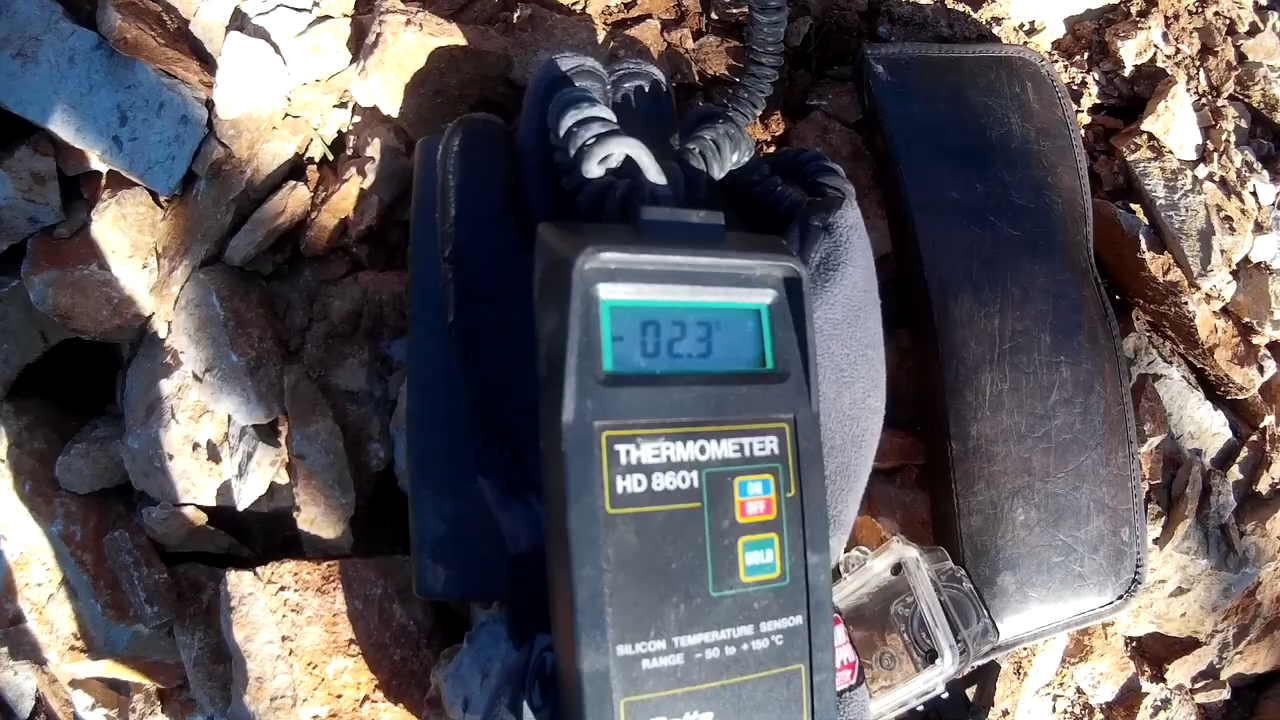 - 02.3
THERMOMETER
HD 8601
ON
OFF
HOLD
SILICON TEMPERATURE SENSOR
RANGE -50 to +150 °C